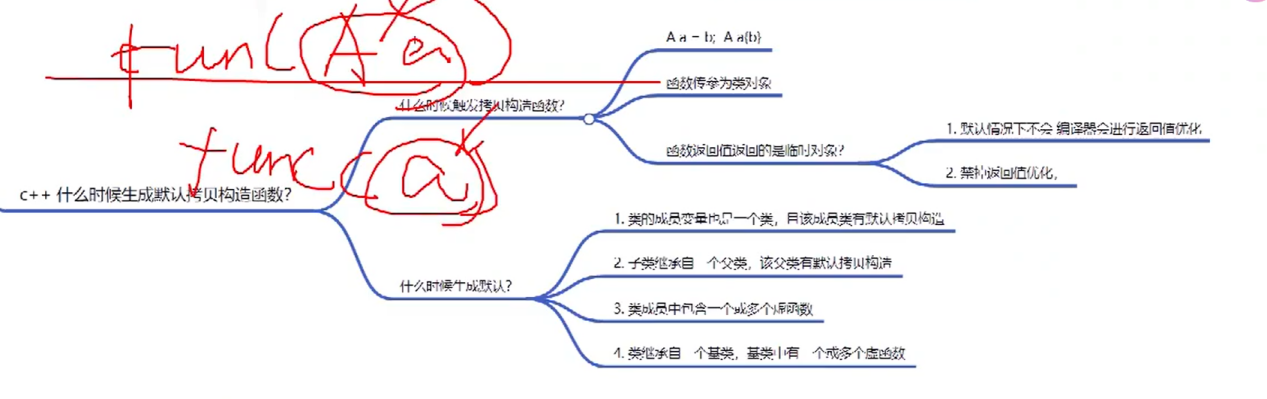 func(A a)
A a = b; A a(b)
函数传参为类对象
什么时候触发拷贝构造函数?
1. 默认情况下不会 编译器会进行返回值优化
函数返回值返回的是临时对象?
2. 禁掉返回值优化,
func(a)
c++ 什么时候生成默认拷贝构造函数?
1. 类的成员变量也是一个类,且该成员类有默认拷贝构造
2. 子类继承自一个父类,该父类有默认拷贝构造
什么时候生成默认?
3. 类成员中包含一个或多个虚函数
4. 类继承自一个基类,基类中有一个或多个虚函数